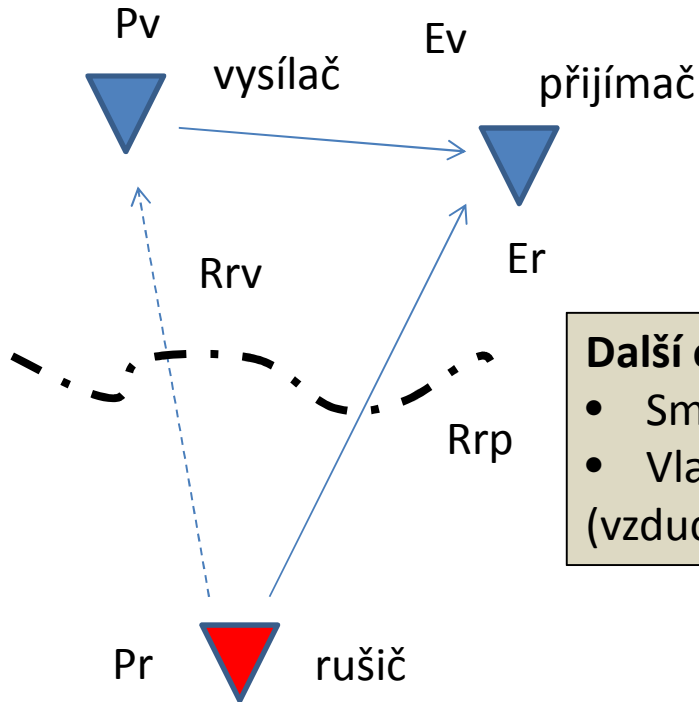 Pv
Ev
vysílač
přijímač
Er
Rrv
Další
• 
• 
Rrp
Pr
rušič